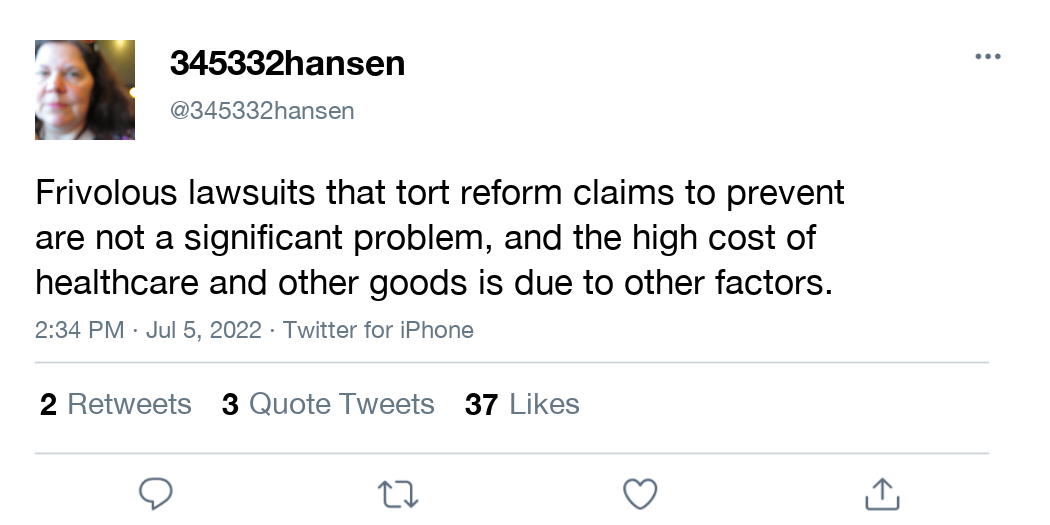 345332hansen
@345332hansen
Frivolous lawsuits that tort reform claims to prevent
are not a significant problem, and the high cost of
healthcare and other goods is due to other factors.
2:34 PM · Jul 5, 2022 · Twitter for iPhone
2 Retweets 3 Quote Tweets 37 Likes